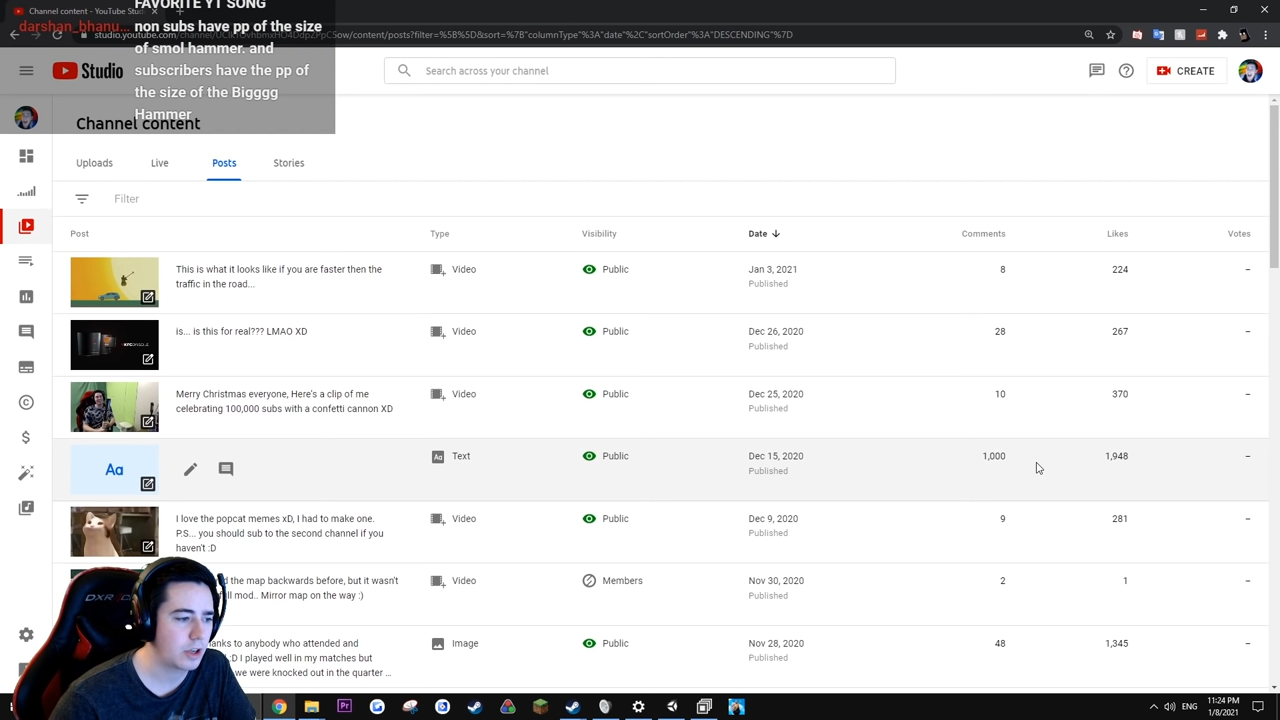 Channel content - YouTube Studio
FAVORITE YT SONG
darshan_bhanu...
non subs have pp of the size
of smol hammer. and
subscribers have the pp of
the size of the Bigggg
Hammer
Studio
Search across your channel
CREATE
Channel content
Uploads
Live
Posts
Stories
Filter
Post
Type
Visibility
Date
Comments
Likes
Votes
This is what it looks like if you are faster then the
traffic in the road...
Video
Public
Jan 3, 2021
Published
8
224
–
is... is this for real??? LMAO XD
Video
Public
Dec 26, 2020
Published
28
267
–
Merry Christmas everyone, Here's a clip of me
celebrating 100,000 subs with a confetti cannon XD
Video
Public
Dec 25, 2020
Published
10
370
–
Aa
Text
Public
Dec 15, 2020
Published
1,000
1,948
–
I love the popcat memes xD, I had to make one.
P.S... you should sub to the second channel if you
haven't :D
Video
Public
Dec 9, 2020
Published
9
281
–
the map backwards before, but it wasn't
full mod.. Mirror map on the way :)
Video
Members
Nov 30, 2020
Published
2
1
–
to anybody who attended and
:D I played well in my matches but
we were knocked out in the quarter ...
Image
Public
Nov 28, 2020
Published
48
1,345
–
DXR
ENG
11:24 PM
1/8/2021